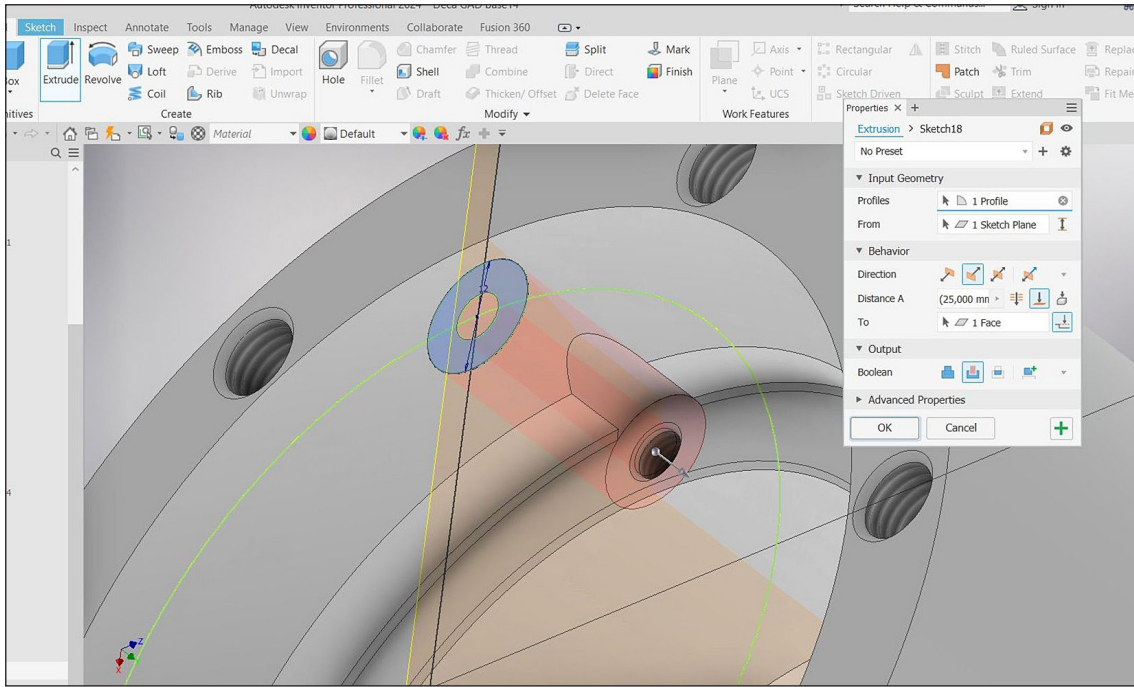 Autodesk Inventor Professional 2024
Sketch Inspect Annotate Tools Manage View Environments Collaborate Fusion 360
Sweep Emboss Decal Chamfer Thread Split Mark Axis Rectangular Stitch Ruled Surface
Extrude Revolve Loft Derive Import Hole Fillet Shell Combine Direct Finish Plane Point Circular Patch Trim
Coil Rib Unwrap Draft Thicken/ Offset Delete Face UCS Sketch Driven Sculpt Extend
Create Modify Work Features
Material Default fx
Properties +
Extrusion > Sketch18
No Preset
Input Geometry
Profiles 1 Profile
From 1 Sketch Plane
Behavior
Direction
Distance A (25,000 mm
To 1 Face
Output
Boolean
Advanced Properties
OK Cancel
12
Z
X